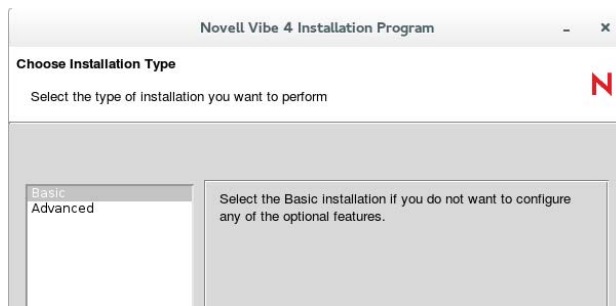 Novell Vibe 4 Installation Program
Choose Installation Type
Select the type of installation you want to perform
N
Basic
Advanced
Select the Basic installation if you do not want to configure
any of the optional features.